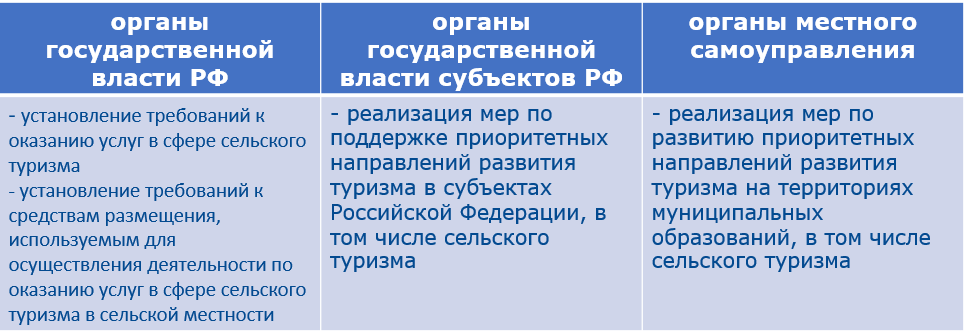 органы
государственной
власти РФ
органы
государственной
власти субъектов РФ
органы местного
самоуправления
- установление требований к
оказанию услуг в сфере сельского
туризма
- установление требований к
средствам размещения,
используемым для
осуществления деятельности по
оказанию услуг в сфере сельского
туризма в сельской местности
- реализация мер по
поддержке приоритетных
направлений развития
туризма в субъектах
Российской Федерации, в
том числе сельского
туризма
- реализация мер по
развитию приоритетных
направлений развития
туризма на территориях
муниципальных
образований, в том числе
сельского туризма